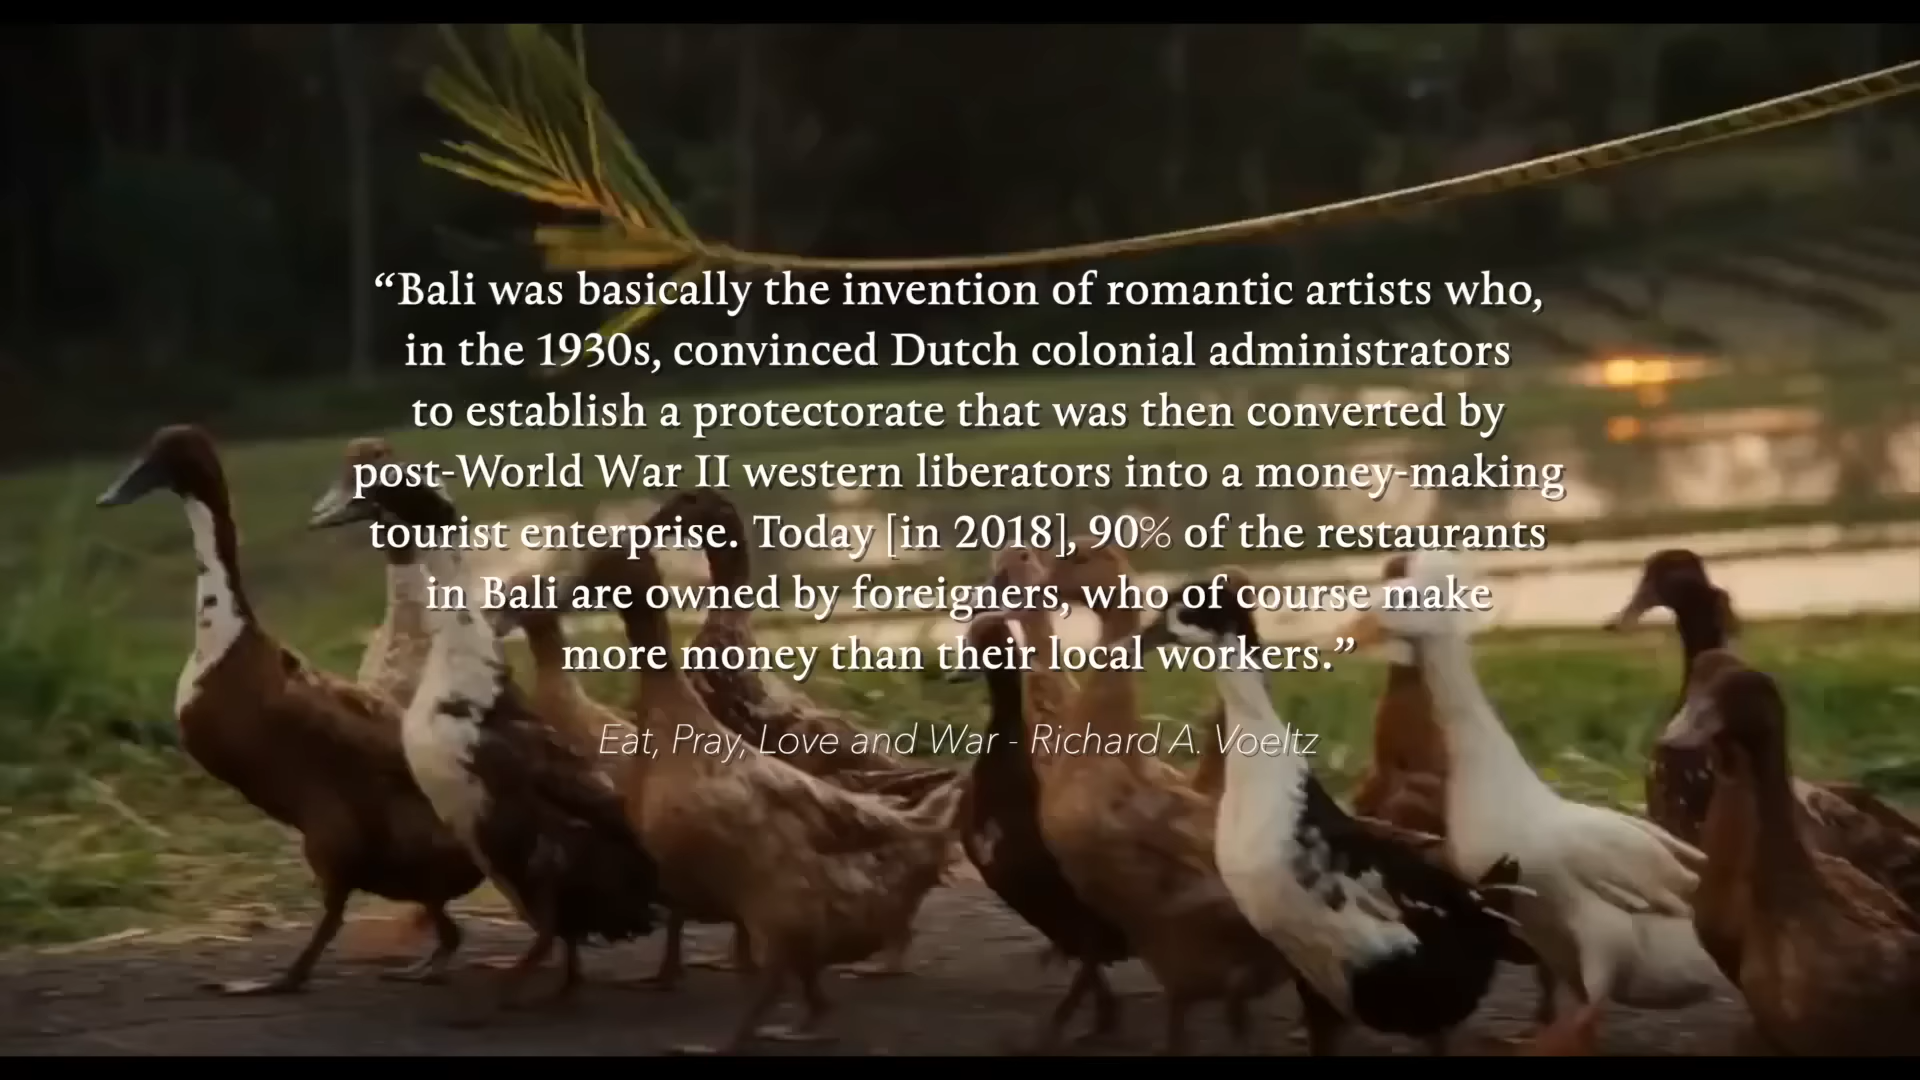 “Bali was basically the invention of romantic artists who,
in the 1930s, convinced Dutch colonial administrators
to establish a protectorate that was then converted by
post-World War II western liberators into a money-making
tourist enterprise. Today [in 2018], 90% of the restaurants
in Bali are owned by foreigners, who of course make
more money than their local workers.”
Eat, Pray, Love and War - Richard A. Voeltz